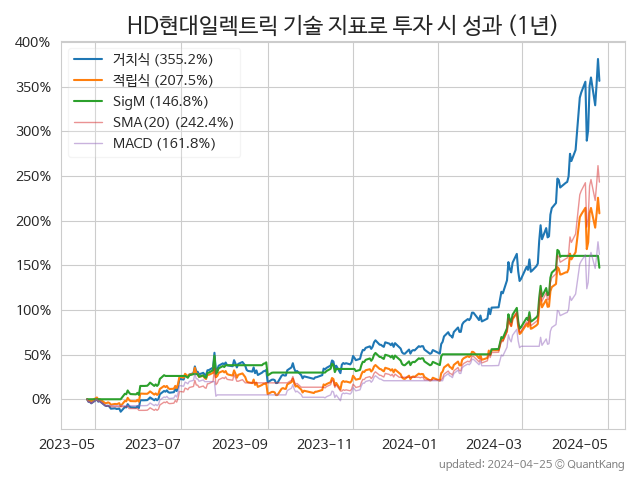 HD현대일렉트릭 기술 지표로 투자 시 성과 (1년)
400%
350%
300%
250%
200%
150%
100%
50%
0%
거치식 (355.2%)
적립식 (207.5%)
SigM (146.8%)
SMA(20) (242.4%)
MACD (161.8%)
2023-05 2023-07 2023-09 2023-11 2024-01 2024-03 2024-05
updated: 2024-04-25 © QuantKang